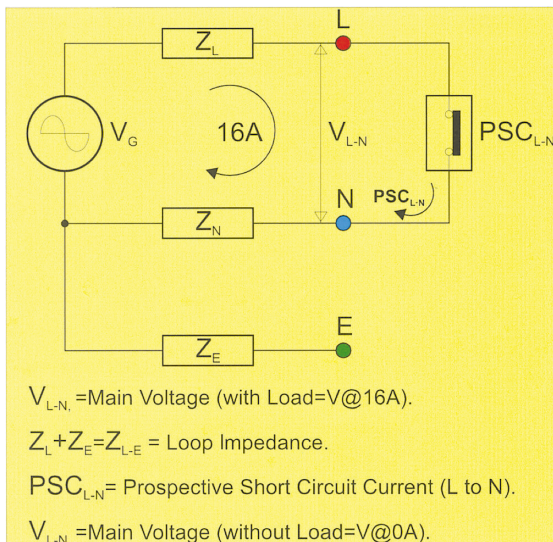 L
Z_L
V_G
16A
V_L-N
PSC_L-N
N
PSC_L-N
Z_N
E
Z_E
V_L-N, =Main Voltage (with Load=V@16A).
Z_L+Z_E=Z_L-E = Loop Impedance.
PSC_L-N= Prospective Short Circuit Current (L to N).
V_L-N =Main Voltage (without Load=V@0A).